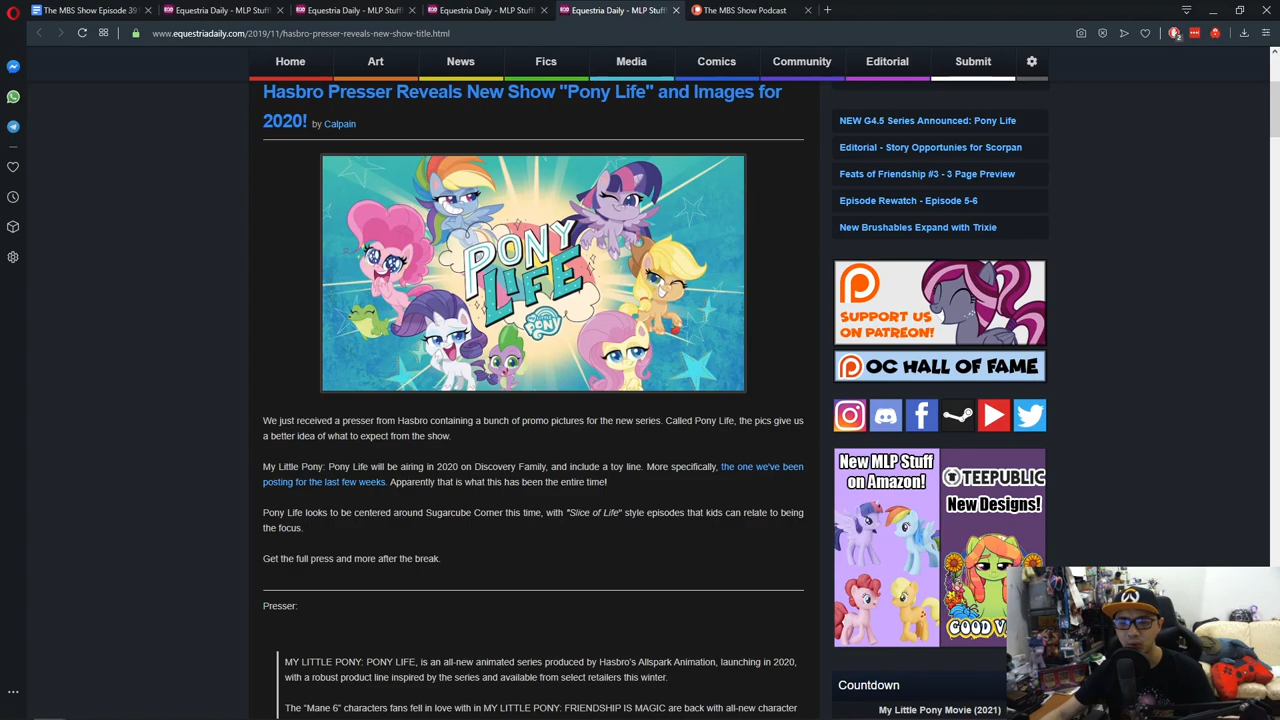 The MBS Show Episode 39
Equestria Daily - MLP Stuf
Equestria Daily - MLP Stuf
Equestria Daily - MLP Stuf
Equestria Daily - MLP Stuf
The MBS Show Podcast
www.equestriadaily.com/2019/11/hasbro-presser-reveals-new-show-title.html
2
Home
Art
News
Fics
Media
Comics
Community
Editorial
Submit
Hasbro Presser Reveals New Show "Pony Life" and Images for
2020! by Calpain
PONY
LIFE
We just received a presser from Hasbro containing a bunch of promo pictures for the new series. Called Pony Life, the pics give us
a better idea of what to expect from the show.
My Little Pony: Pony Life will be airing in 2020 on Discovery Family, and include a toy line. More specifically, the one we've been
posting for the last few weeks. Apparently that is what this has been the entire time!
Pony Life looks to be centered around Sugarcube Corner this time, with "Slice of Life" style episodes that kids can relate to being
the focus.
Get the full press and more after the break.
Presser:
MY LITTLE PONY: PONY LIFE, is an all-new animated series produced by Hasbro's Allspark Animation, launching in 2020,
with a robust product line inspired by the series and available from select retailers this winter.
The "Mane 6" characters fans fell in love with in MY LITTLE PONY: FRIENDSHIP IS MAGIC are back with all-new character
NEW G4.5 Series Announced: Pony Life
Editorial - Story Opportunies for Scorpan
Feats of Friendship #3 - 3 Page Preview
Episode Rewatch - Episode 5-6
New Brushables Expand with Trixie
SUPPORT US
ON PATREON!
OC HALL OF FAME
New MLP Stuff
on Amazon!
TEEPUBLIC
New Designs!
GOOD V
Countdown
My Little Pony Movie (2021)